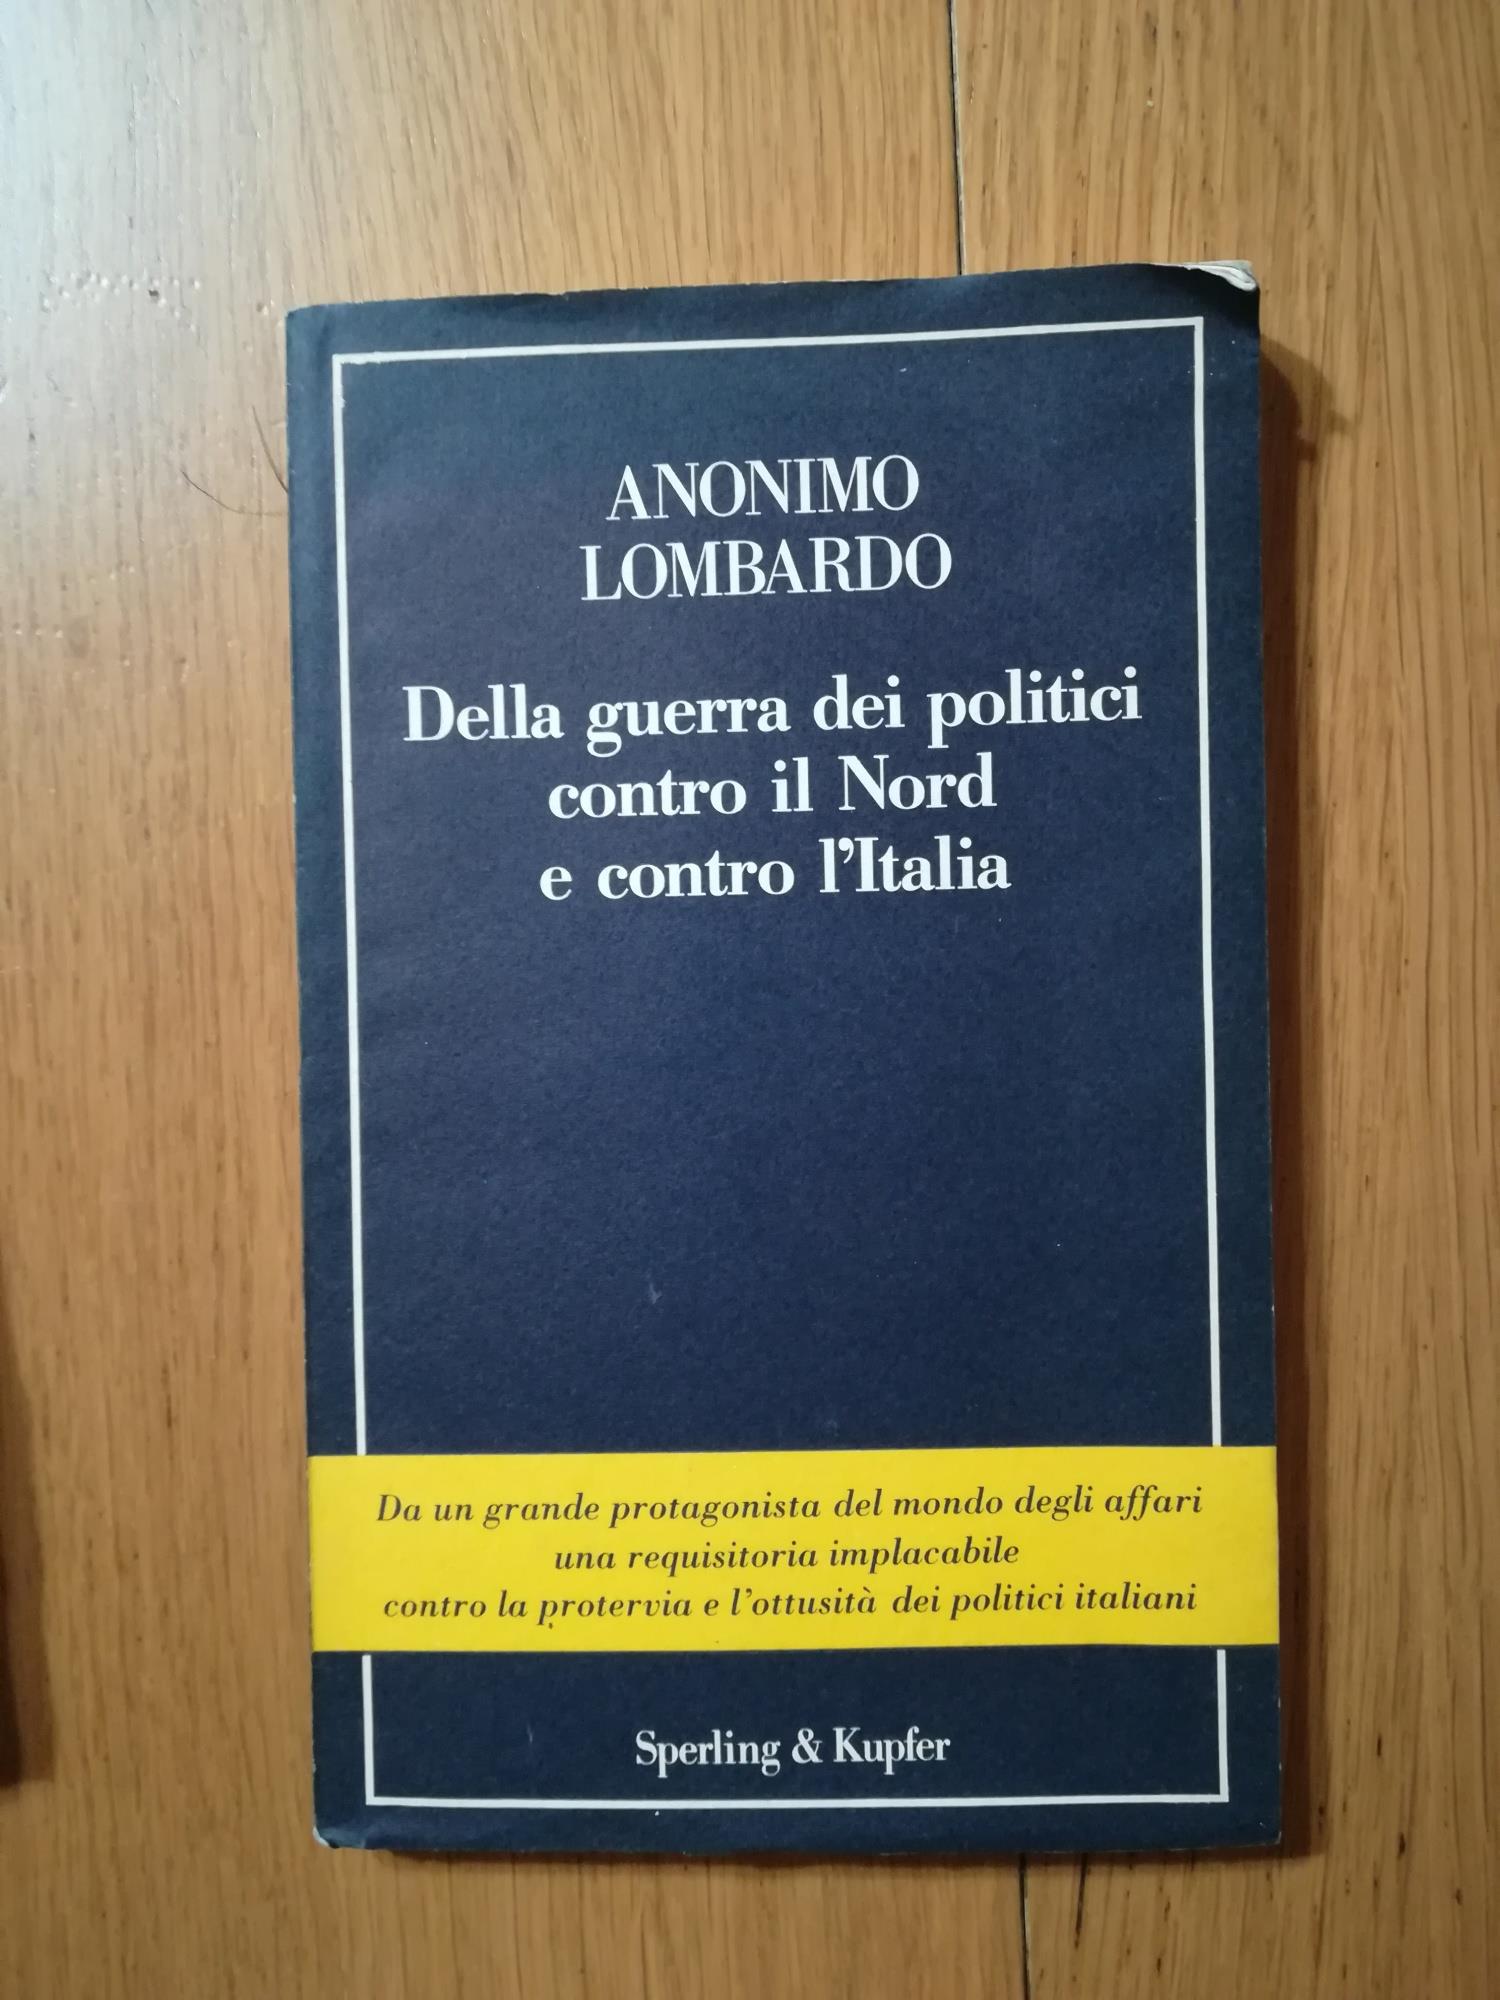 ANONIMO
LOMBARDO
Della guerra dei politici
contro il Nord
e contro l'Italia
Da un grande protagonista del mondo degli affari
una requisitoria implacabile
contro la protervia e l'ottusità dei politici italiani
Sperling & Kupfer